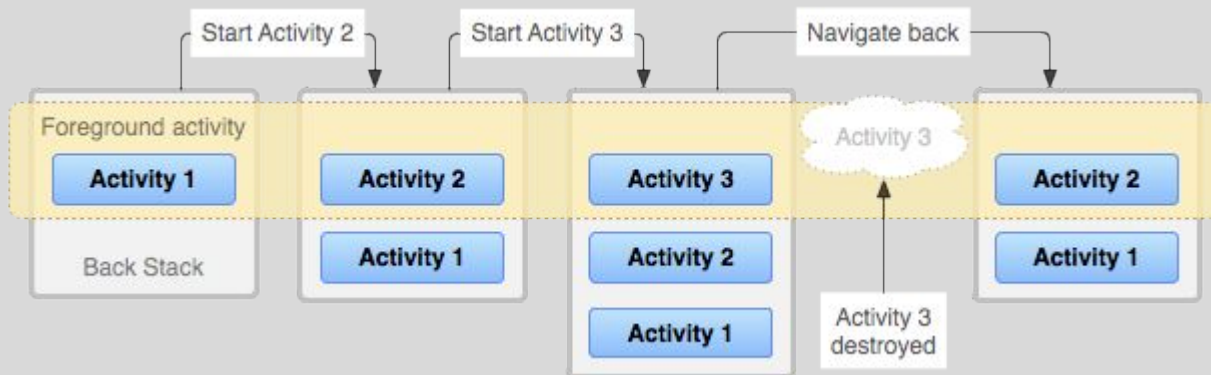 Start Activity 2
Start Activity 3
Navigate back
Foreground activity
Activity 1
Back Stack
Activity 2
Activity 1
Activity 3
Activity 2
Activity 1
Activity 3
Activity 3
destroyed
Activity 2
Activity 1